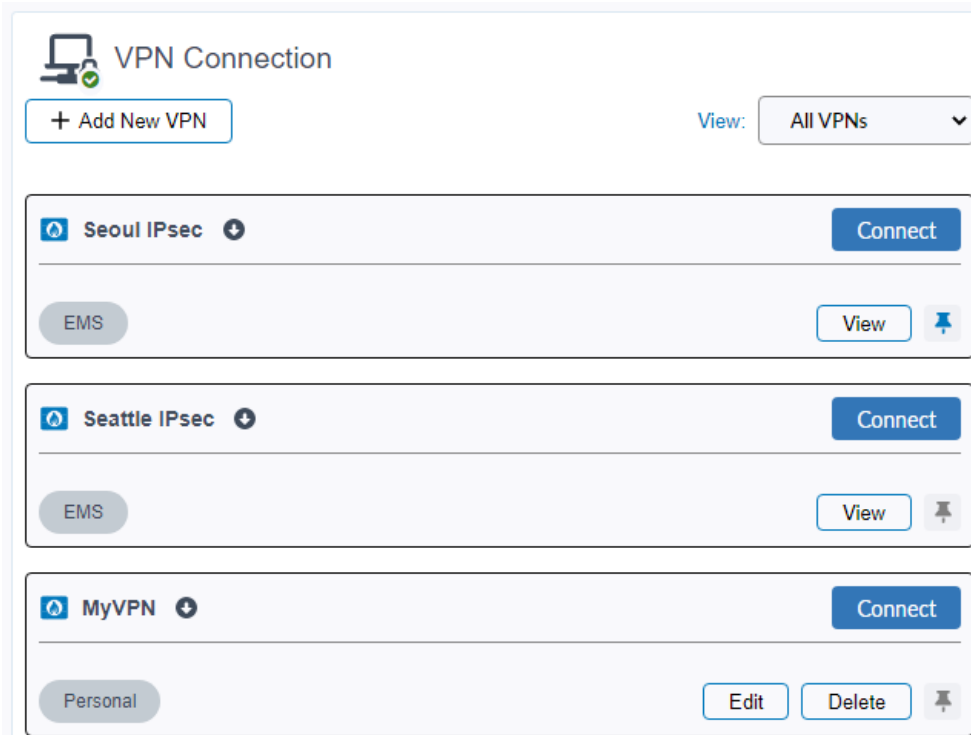 VPN Connection
+ Add New VPN
View: All VPNs
Seoul IPsec Connect
EMS View
Seattle IPsec Connect
EMS View
MyVPN Connect
Personal Edit Delete